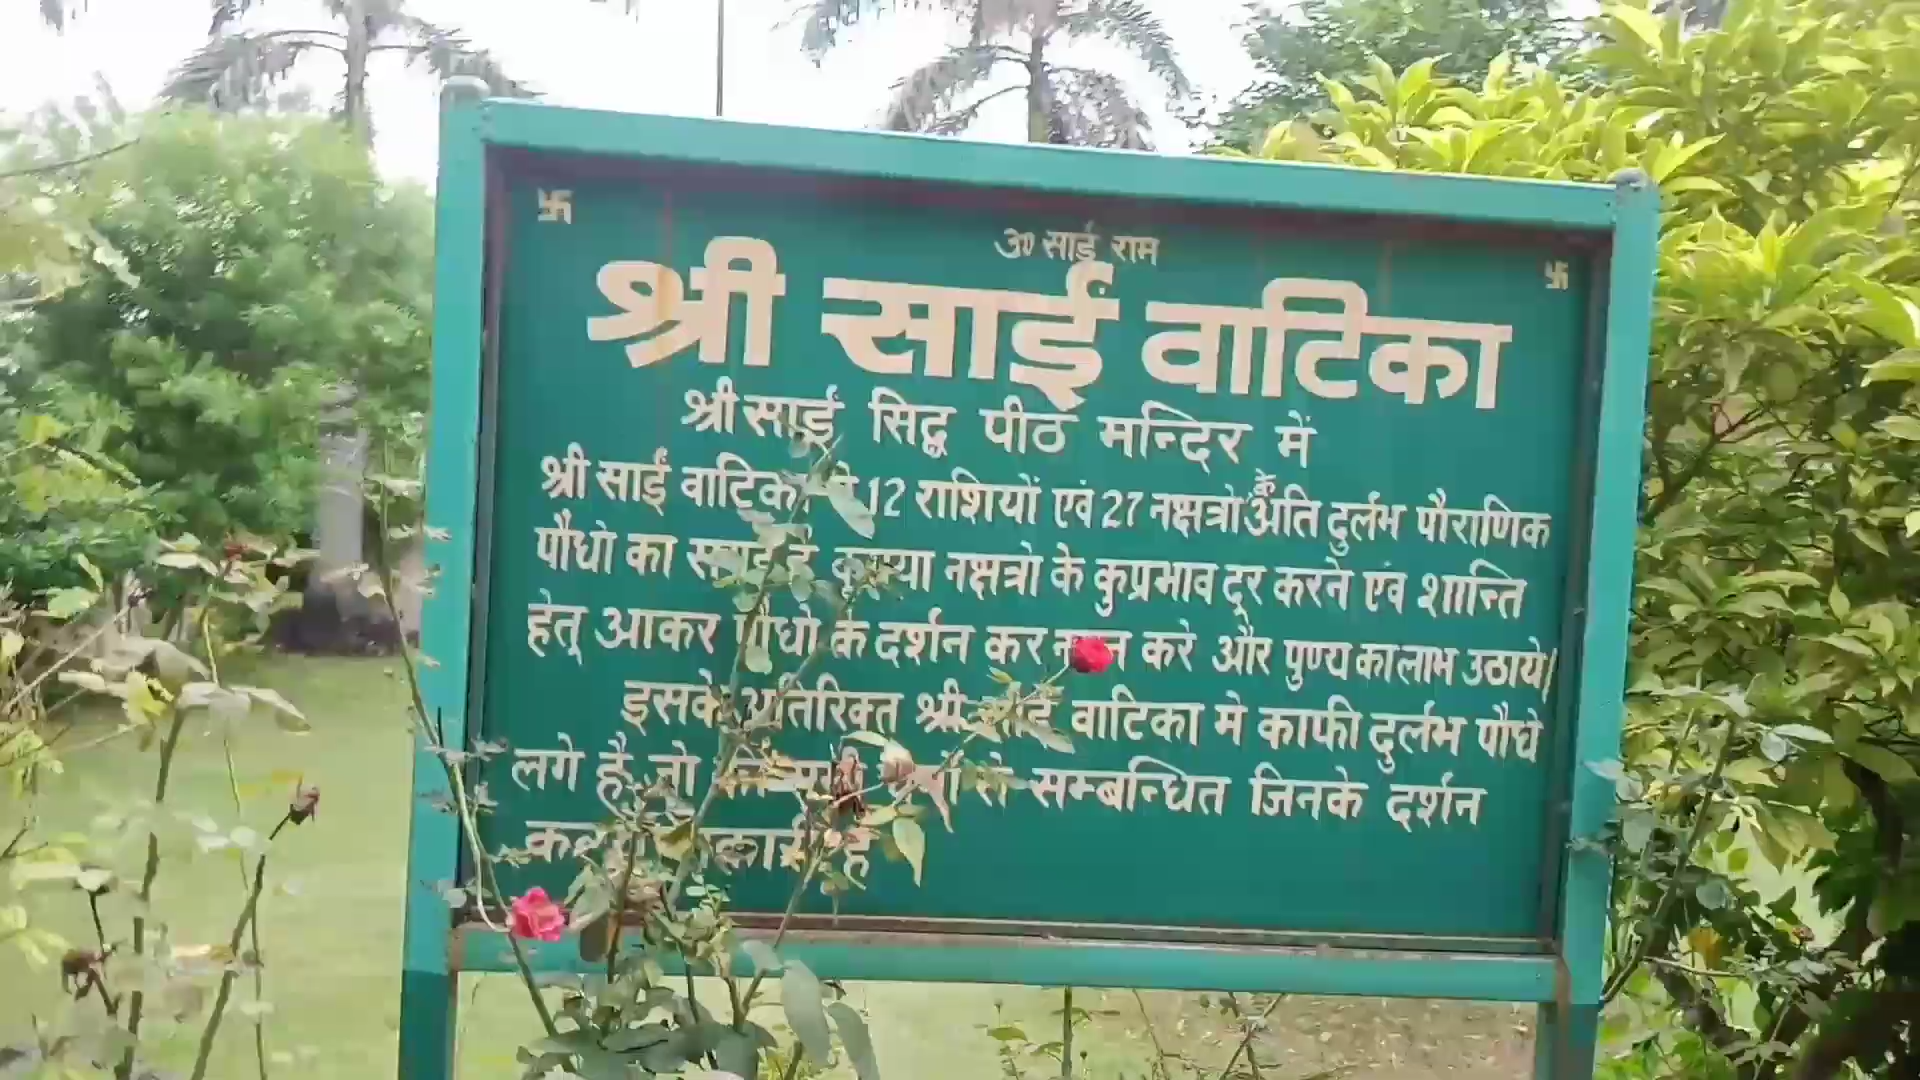 ॐ साईं राम
श्री साईं वाटिका
श्री साईं सिद्ध पीठ मन्दिर में
श्री साईं वाटिका 12 राशियों एवं 27 नक्षत्रो के अति दुर्लभ पौराणिक
पौधो का नक्षत्रो के कुप्रभाव दूर करने एवं शान्ति
हेतु आकर पौधो के दर्शन कर करे और पुण्य का लाभ उठाये।
इसके अतिरिक्त श्री साईं वाटिका मे काफी दुर्लभ पौधे
लगे है जो से सम्बन्धित जिनके दर्शन
है